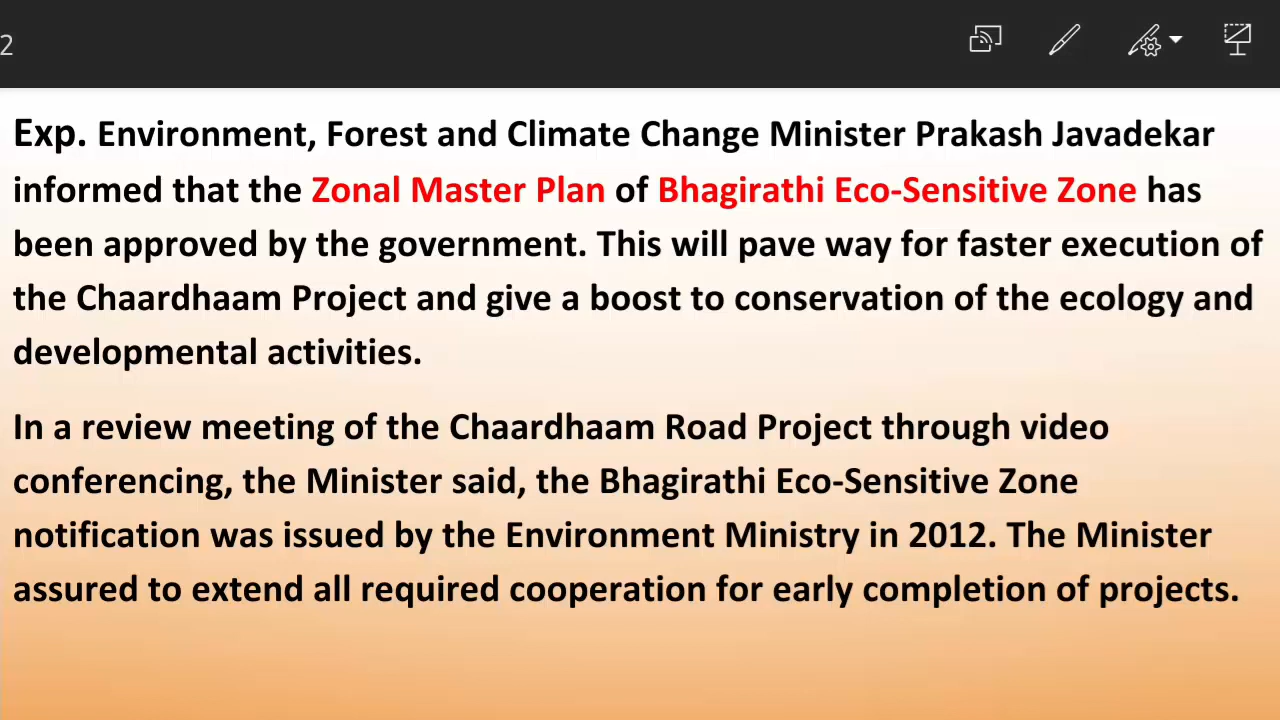 2
Exp. Environment, Forest and Climate Change Minister Prakash Javadekar
informed that the Zonal Master Plan of Bhagirathi Eco-Sensitive Zone has
been approved by the government. This will pave way for faster execution of
the Chaardhaam Project and give a boost to conservation of the ecology and
developmental activities.
In a review meeting of the Chaardhaam Road Project through video
conferencing, the Minister said, the Bhagirathi Eco-Sensitive Zone
notification was issued by the Environment Ministry in 2012. The Minister
assured to extend all required cooperation for early completion of projects.